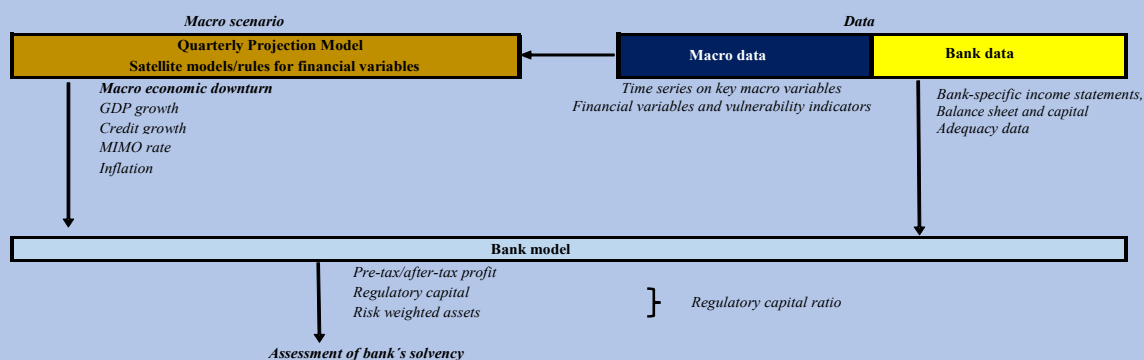 Macro scenario
Data
Quarterly Projection Model
Satellite models/rules for financial variables
Macro data
Bank data
Macro economic downturn
GDP growth
Credit growth
MIMO rate
Inflation
Time series on key macro variables
Financial variables and vulnerability indicators
Bank-specific income statements,
Balance sheet and capital
Adequacy data
Bank model
Pre-tax/after-tax profit
Regulatory capital
Risk weighted assets
Regulatory capital ratio
Assessment of bank´s solvency